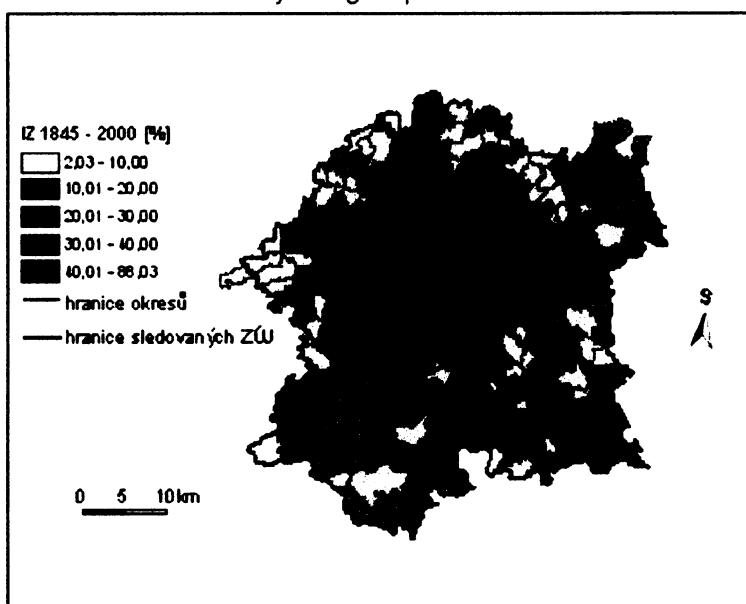 IZ 1845 - 2000 [%]
2,03 - 10,00
10,01 - 20,00
20,01 - 30,00
30,01 - 40,00
40,01 - 88,03
hranice okresů
hranice sledovaných ZÚJ
S
0 5 10 km